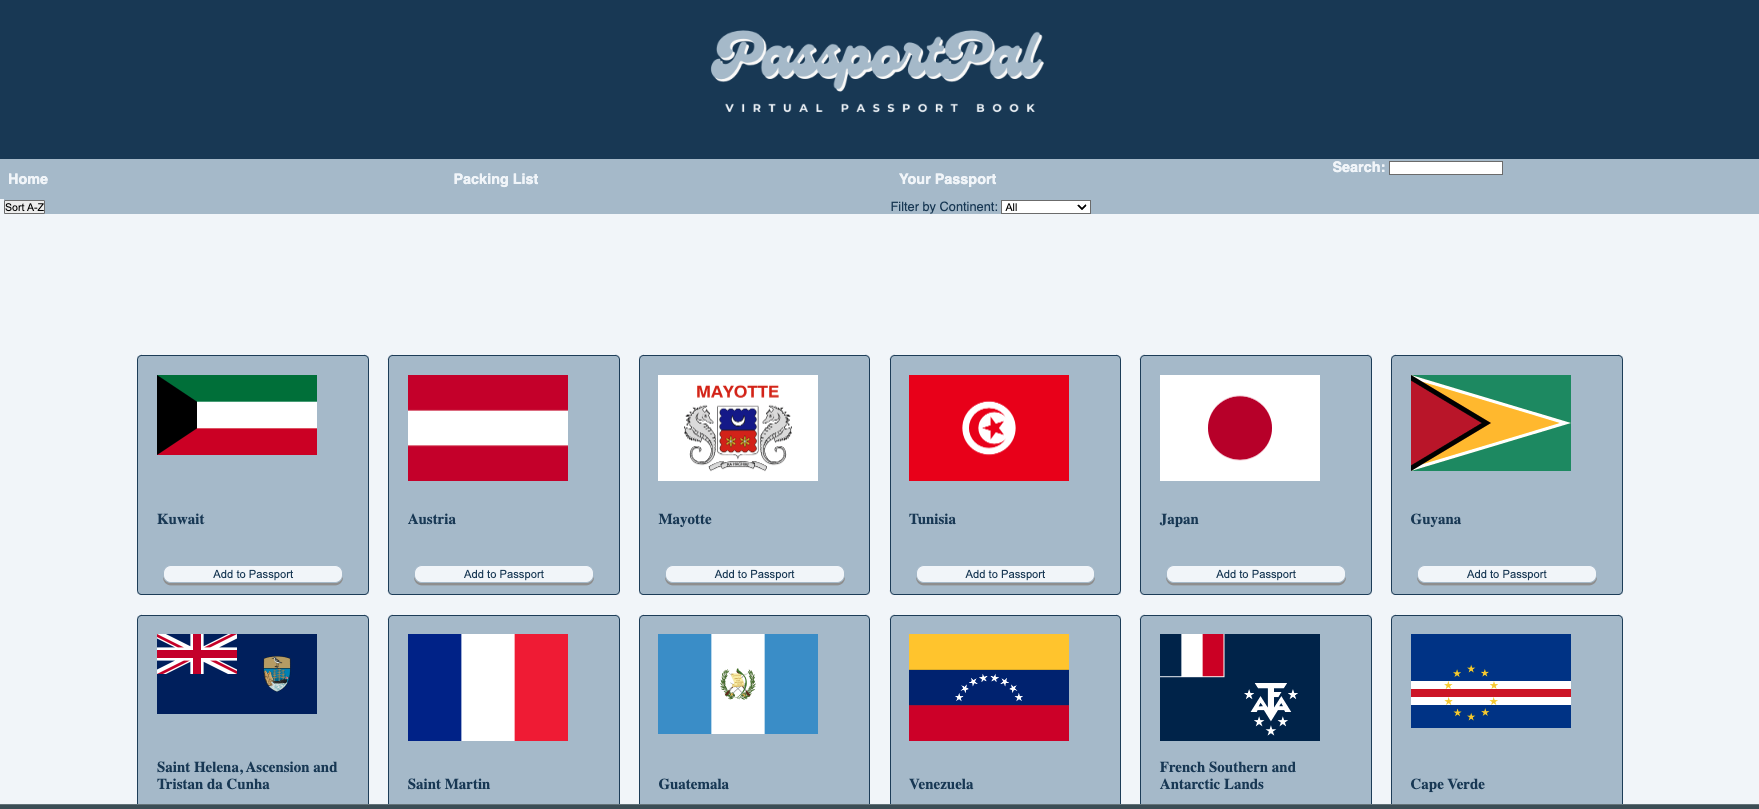 PassportPal
VIRTUAL PASSPORT BOOK
Home
Packing List
Your Passport
Search:
Sort A-Z
Filter by Continent: All
MAYOTTE
Kuwait
Austria
Mayotte
Tunisia
Japan
Guyana
Add to Passport
Add to Passport
Add to Passport
Add to Passport
Add to Passport
Add to Passport
Saint Helena, Ascension and
Tristan da Cunha
Saint Martin
Guatemala
Venezuela
French Southern and
Antarctic Lands
Cape Verde